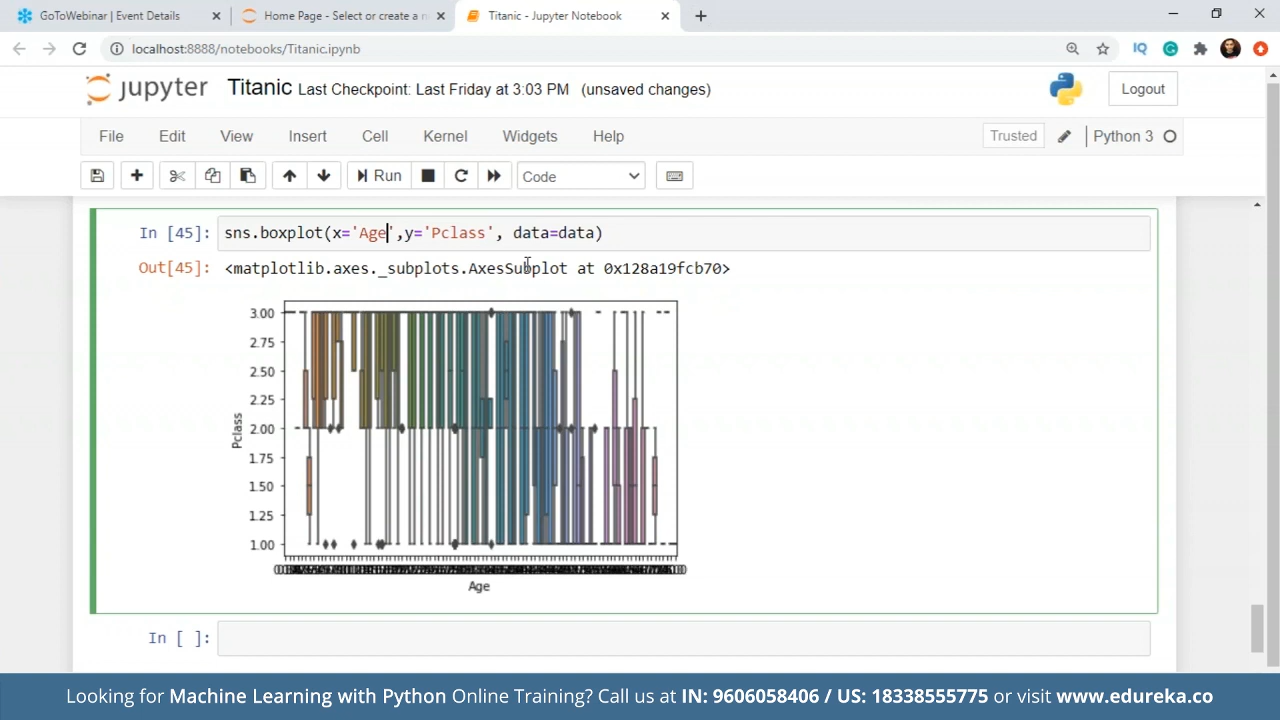 GoToWebinar | Event Details
Home Page - Select or create a n
Titanic - Jupyter Notebook
localhost:8888/notebooks/Titanic.ipynb
IQ
jupyter Titanic Last Checkpoint: Last Friday at 3:03 PM (unsaved changes)
Logout
File Edit View Insert Cell Kernel Widgets Help
Trusted
Python 3
Run
Code
In [45]: sns.boxplot(x='Age',y='Pclass', data=data)
Out[45]: <matplotlib.axes._subplots.AxesSubplot at 0x128a19fcb70>
3.00
2.75
2.50
2.25
2.00
1.75
1.50
1.25
1.00
Pclass
Age
In [ ]:
Looking for Machine Learning with Python Online Training? Call us at IN: 9606058406 / US: 18338555775 or visit www.edureka.co